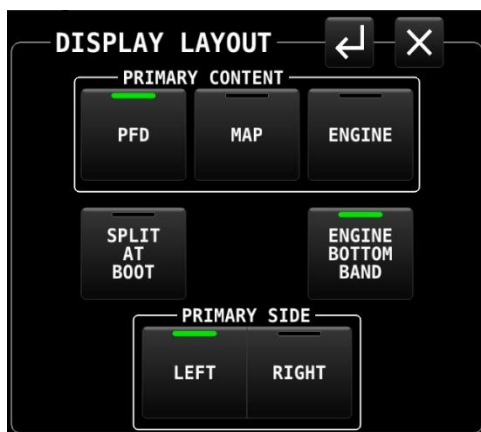 DISPLAY LAYOUT
PRIMARY CONTENT
PFD
MAP
ENGINE
SPLIT
AT
BOOT
ENGINE
BOTTOM
BAND
PRIMARY SIDE
LEFT
RIGHT